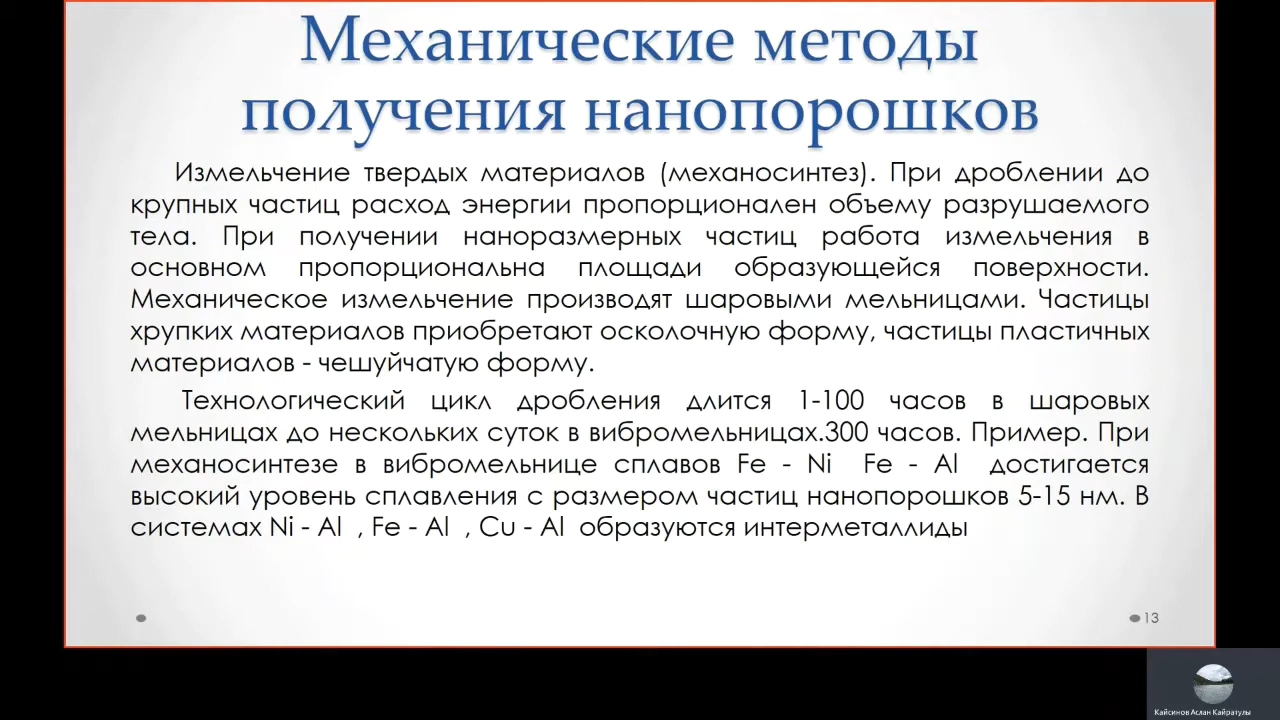 Механические методы
получения нанопорошков
Измельчение твердых материалов (механосинтез). При дроблении до
крупных частиц расход энергии пропорционален объему разрушаемого
тела. При получении наноразмерных частиц работа измельчения в
основном пропорциональна площади образующейся поверхности.
Механическое измельчение производят шаровыми мельницами. Частицы
хрупких материалов приобретают осколочную форму, частицы пластичных
материалов - чешуйчатую форму.
Технологический цикл дробления длится 1-100 часов в шаровых
мельницах до нескольких суток в вибромельницах.300 часов. Пример. При
механосинтезе в вибромельнице сплавов Fe - Ni Fe - Al достигается
высокий уровень сплавления с размером частиц нанопорошков 5-15 нм. В
системах Ni - Al , Fe - Al , Cu - Al образуются интерметаллиды
13
Кайсинов Аслан Кайратулы